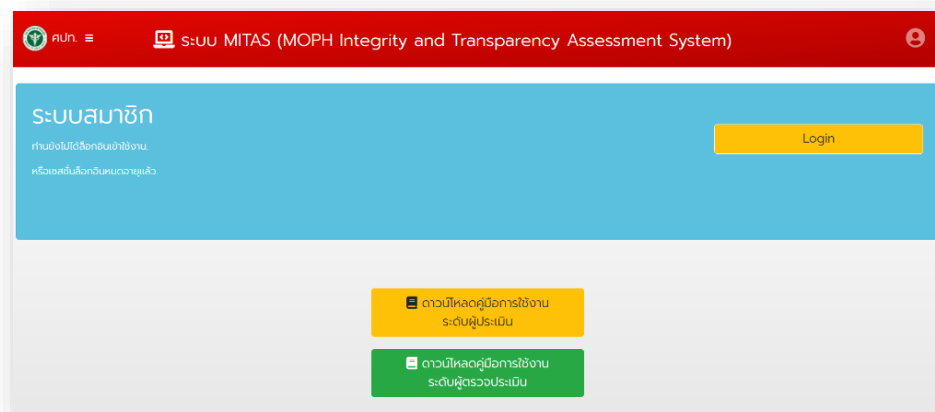 ศปท. ≡
ระบบ MITAS (MOPH Integrity and Transparency Assessment System)
ระบบสมาชิก
ท่านยังไม่ได้ล็อกอินเข้าใช้งาน.
หรือเซสชั่นล็อกอินหมดอายุแล้ว
Login
ดาวน์โหลดคู่มือการใช้งาน
ระดับผู้ประเมิน
ดาวน์โหลดคู่มือการใช้งาน
ระดับผู้ตรวจประเมิน